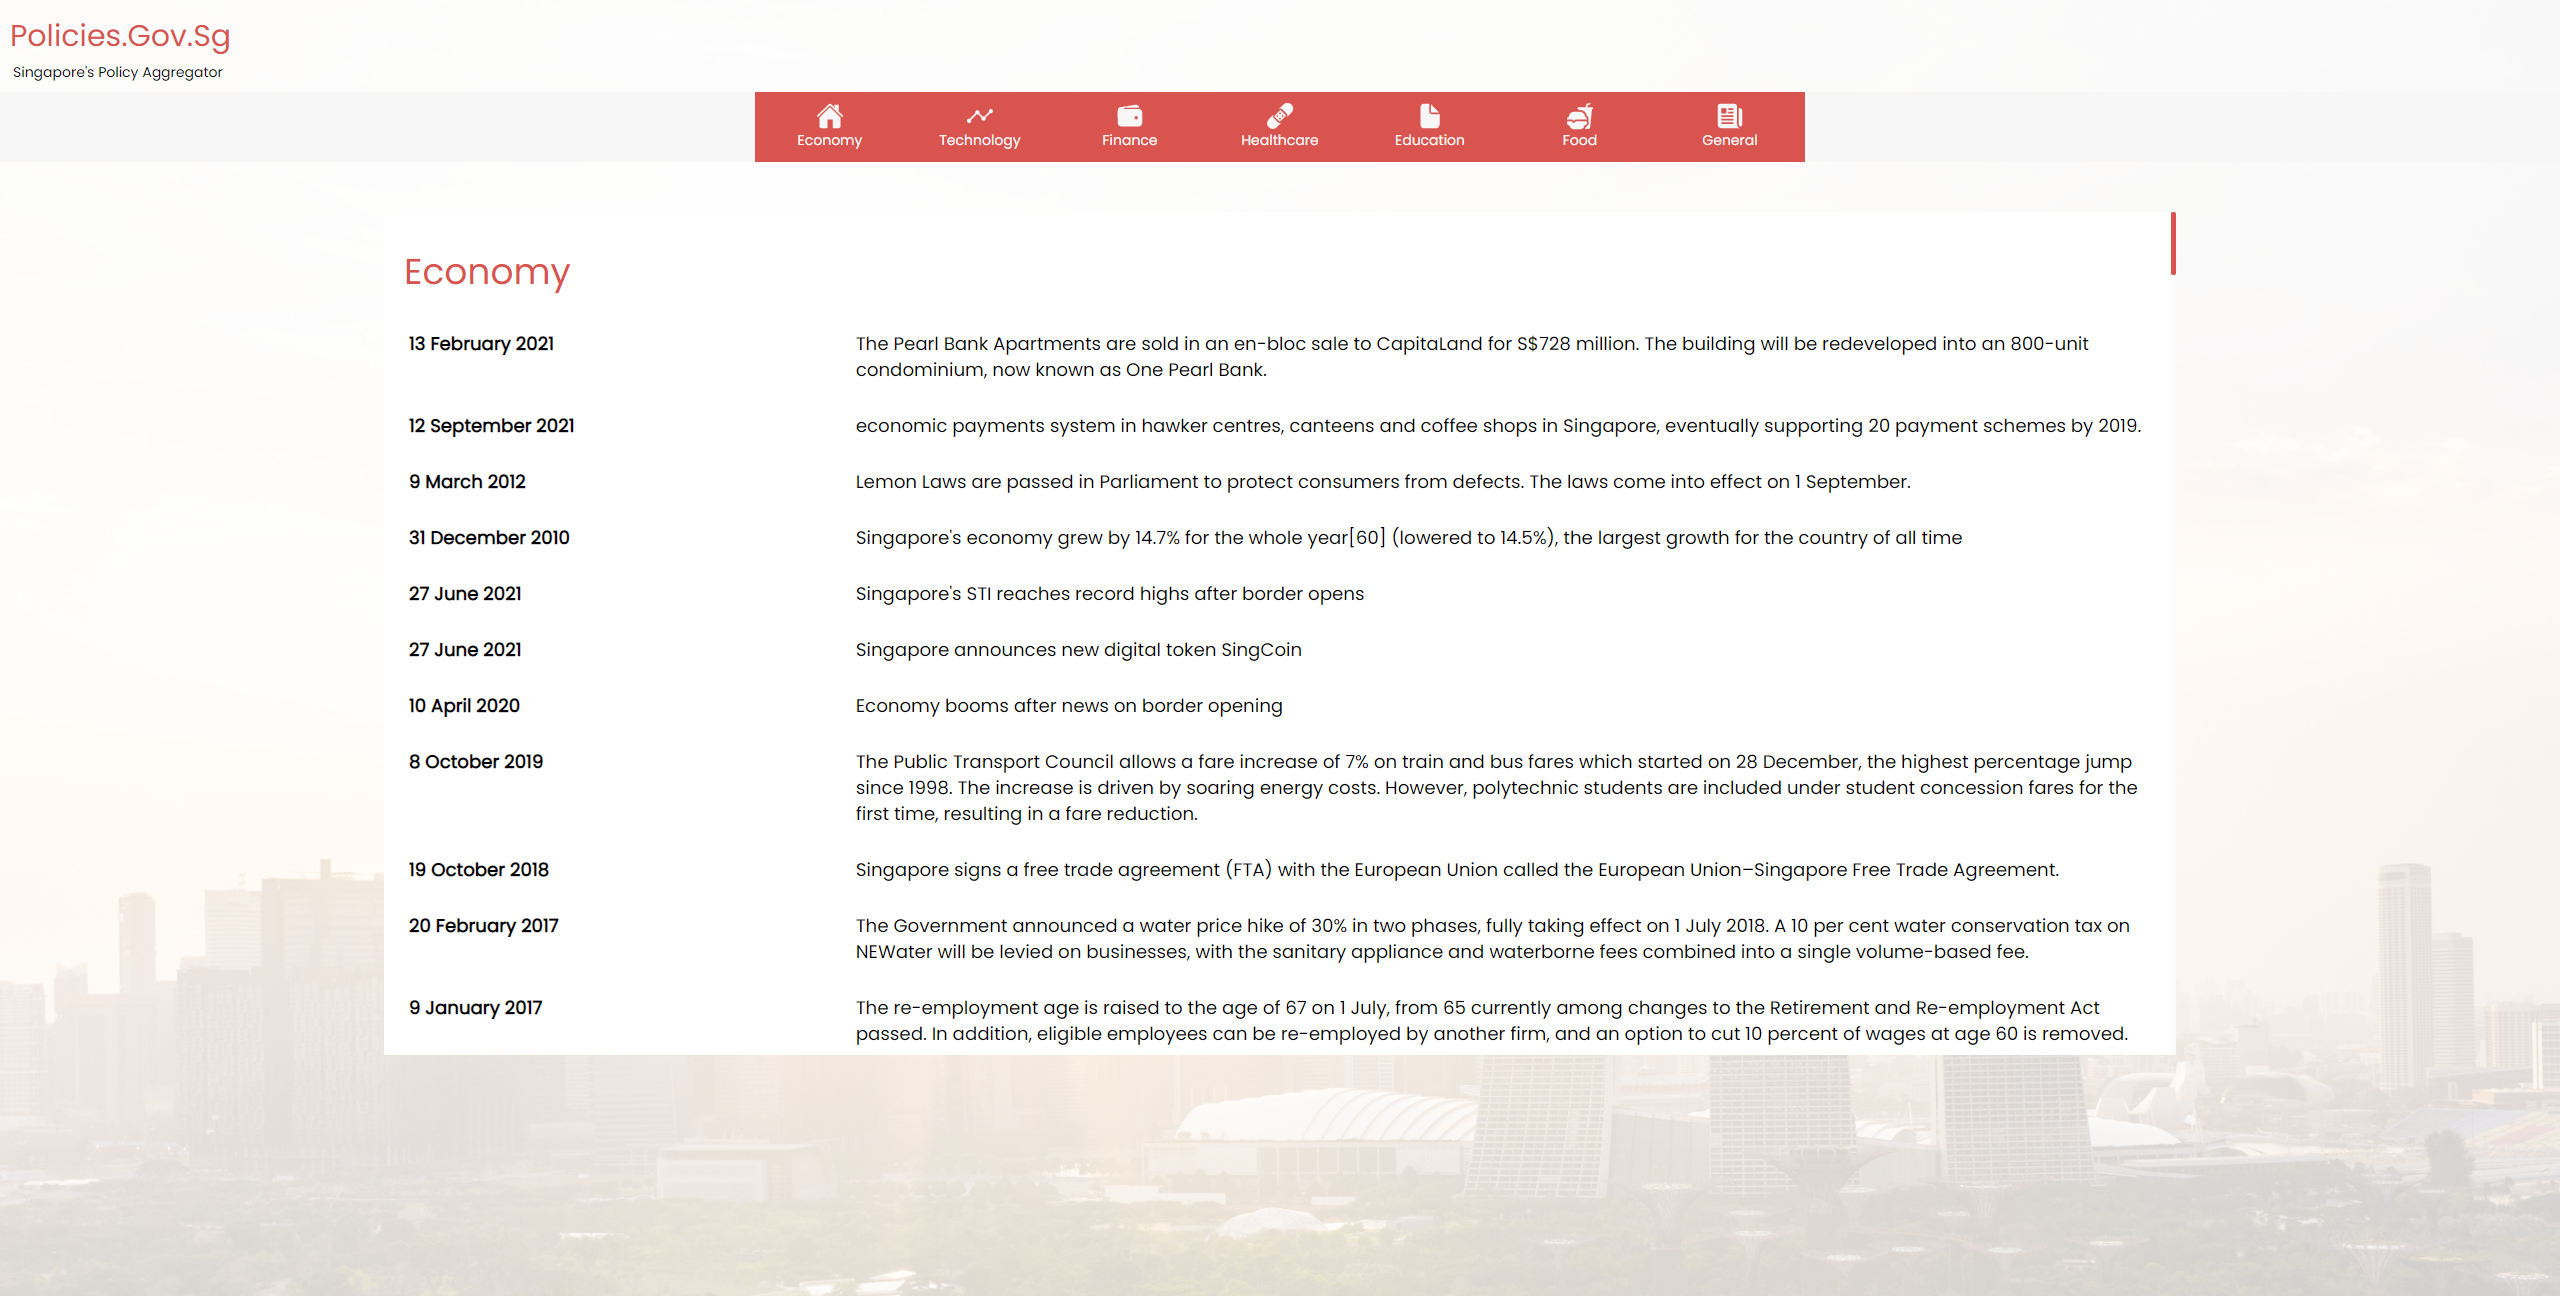 Policies.Gov.Sg
Singapore's Policy Aggregator
Economy Technology Finance Healthcare Education Food General
Economy
13 February 2021 The Pearl Bank Apartments are sold in an en-bloc sale to CapitaLand for S$728 million. The building will be redeveloped into an 800-unit
condominium, now known as One Pearl Bank.
12 September 2021 economic payments system in hawker centres, canteens and coffee shops in Singapore, eventually supporting 20 payment schemes by 2019.
9 March 2012 Lemon Laws are passed in Parliament to protect consumers from defects. The laws come into effect on 1 September.
31 December 2010 Singapore's economy grew by 14.7% for the whole year[60] (lowered to 14.5%), the largest growth for the country of all time
27 June 2021 Singapore's STI reaches record highs after border opens
27 June 2021 Singapore announces new digital token SingCoin
10 April 2020 Economy booms after news on border opening
8 October 2019 The Public Transport Council allows a fare increase of 7% on train and bus fares which started on 28 December, the highest percentage jump
since 1998. The increase is driven by soaring energy costs. However, polytechnic students are included under student concession fares for the
first time, resulting in a fare reduction.
19 October 2018 Singapore signs a free trade agreement (FTA) with the European Union called the European Union–Singapore Free Trade Agreement.
20 February 2017 The Government announced a water price hike of 30% in two phases, fully taking effect on 1 July 2018. A 10 per cent water conservation tax on
NEWater will be levied on businesses, with the sanitary appliance and waterborne fees combined into a single volume-based fee.
9 January 2017 The re-employment age is raised to the age of 67 on 1 July, from 65 currently among changes to the Retirement and Re-employment Act
passed. In addition, eligible employees can be re-employed by another firm, and an option to cut 10 percent of wages at age 60 is removed.